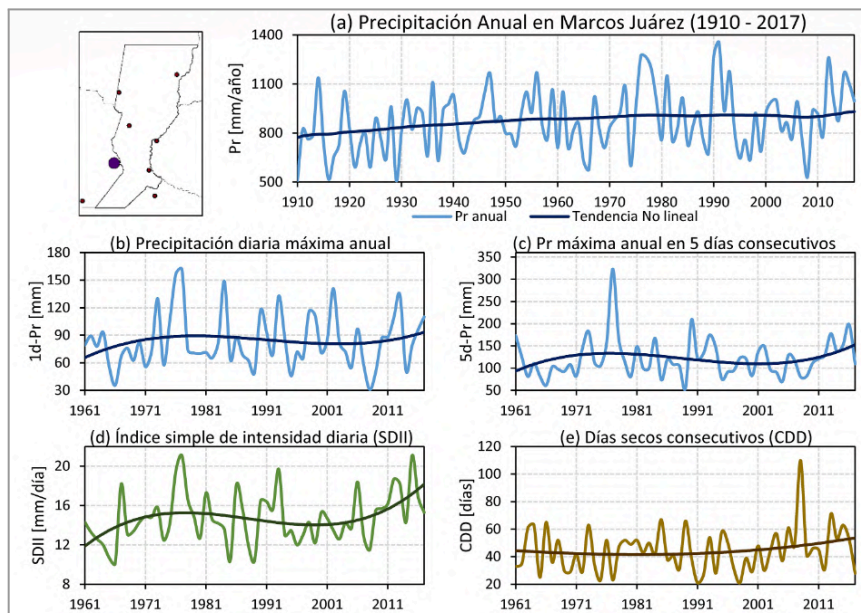 (a) Precipitación Anual en Marcos Juárez (1910 - 2017)
Pr [mm/año]
1400
1100
800
500
1910 1920 1930 1940 1950 1960 1970 1980 1990 2000 2010
Pr anual Tendencia No lineal
(b) Precipitación diaria máxima anual
1d-Pr [mm]
180
150
120
90
60
30
1961 1971 1981 1991 2001 2011
(c) Pr máxima anual en 5 días consecutivos
5d-Pr [mm]
350
300
250
200
150
100
50
1961 1971 1981 1991 2001 2011
(d) Índice simple de intensidad diaria (SDII)
SDII [mm/día]
20
16
12
8
1961 1971 1981 1991 2001 2011
(e) Días secos consecutivos (CDD)
CDD [días]
120
100
80
60
40
20
1961 1971 1981 1991 2001 2011